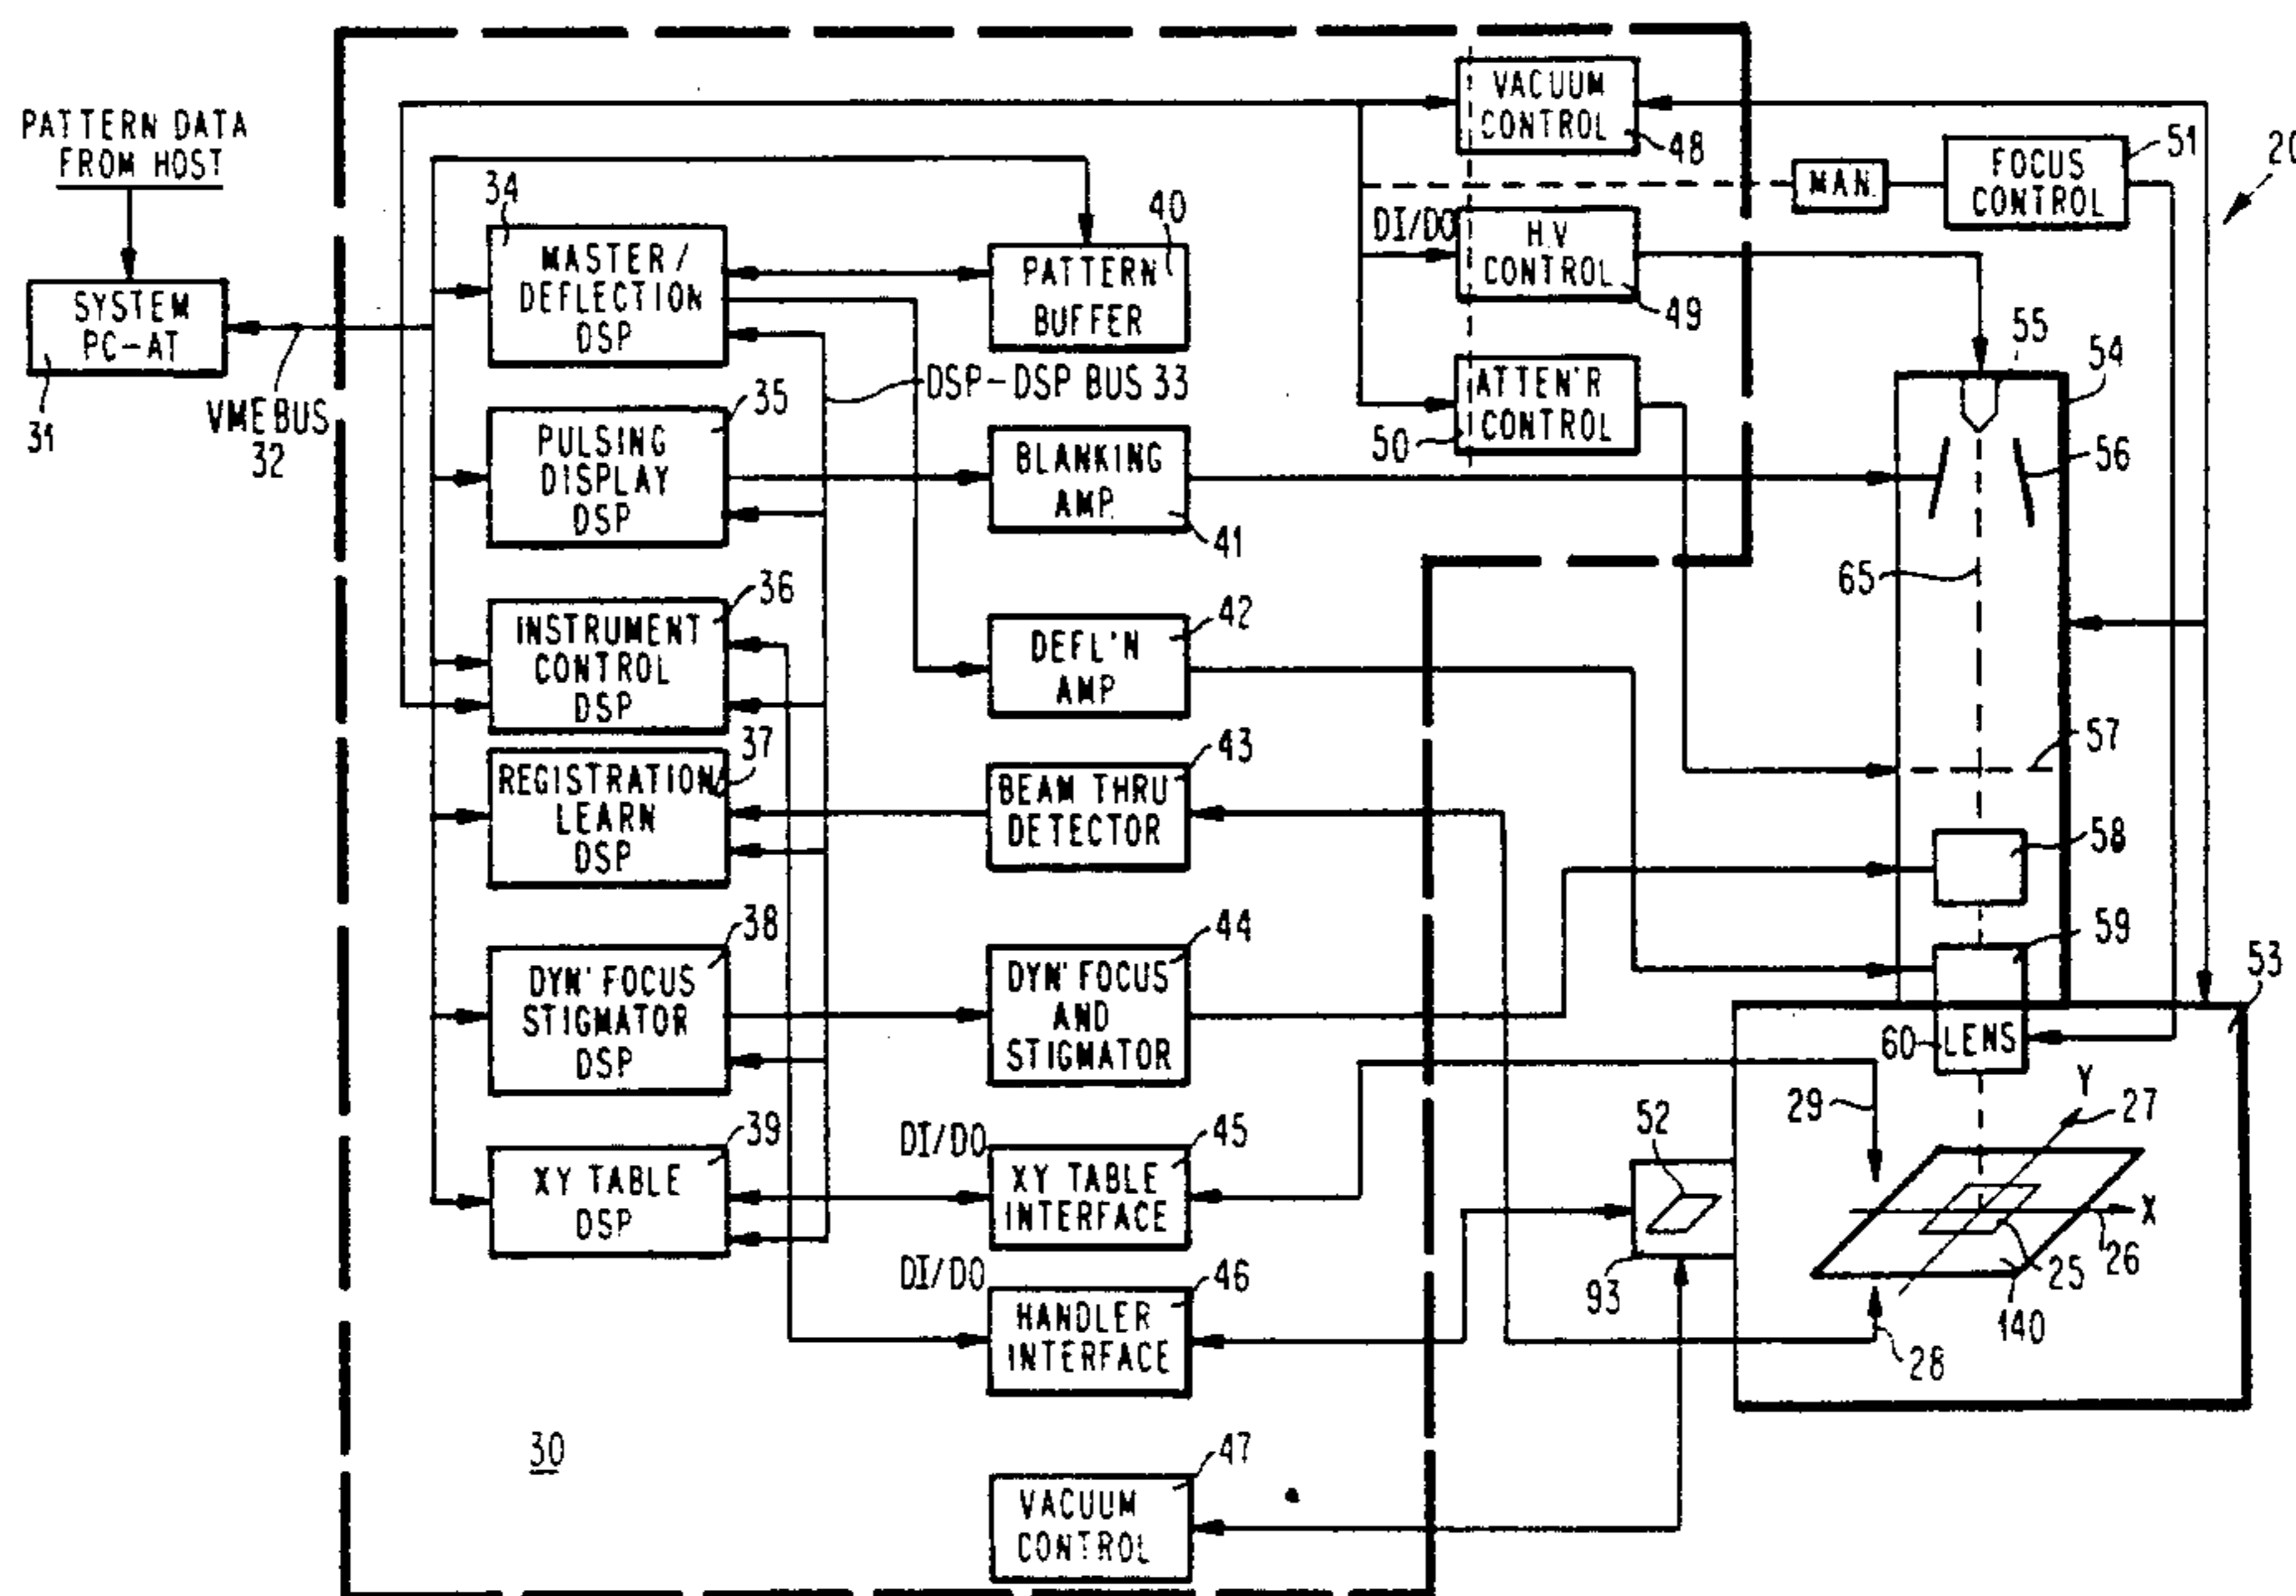 PATTERN DATA
FROM HOST
SYSTEM
PC-AT
31
VME BUS
32
34
MASTER/
DEFLECTION
DSP
35
PULSING
DISPLAY
DSP
36
INSTRUMENT
CONTROL
DSP
37
REGISTRATION/
LEARN
DSP
38
DYN' FOCUS
STIGMATOR
DSP
39
XY TABLE
DSP
30
DSP-DSP BUS 33
40
PATTERN
BUFFER
BLANKING
AMP.
41
42
DEFL'N
AMP
43
BEAM THRU
DETECTOR
44
DYN' FOCUS
AND
STIGMATOR
DI/DO
45
XY TABLE
INTERFACE
DI/DO
46
HANDLER
INTERFACE
47
VACUUM
CONTROL
VACUUM
CONTROL
48
DI/DO
H.V
CONTROL
49
ATTEN'R
CONTROL
50
MAN.
FOCUS
CONTROL
51
20
55
54
56
65
57
58
59
53
60
LENS
Y
27
29
52
X
26
25
140
93
28